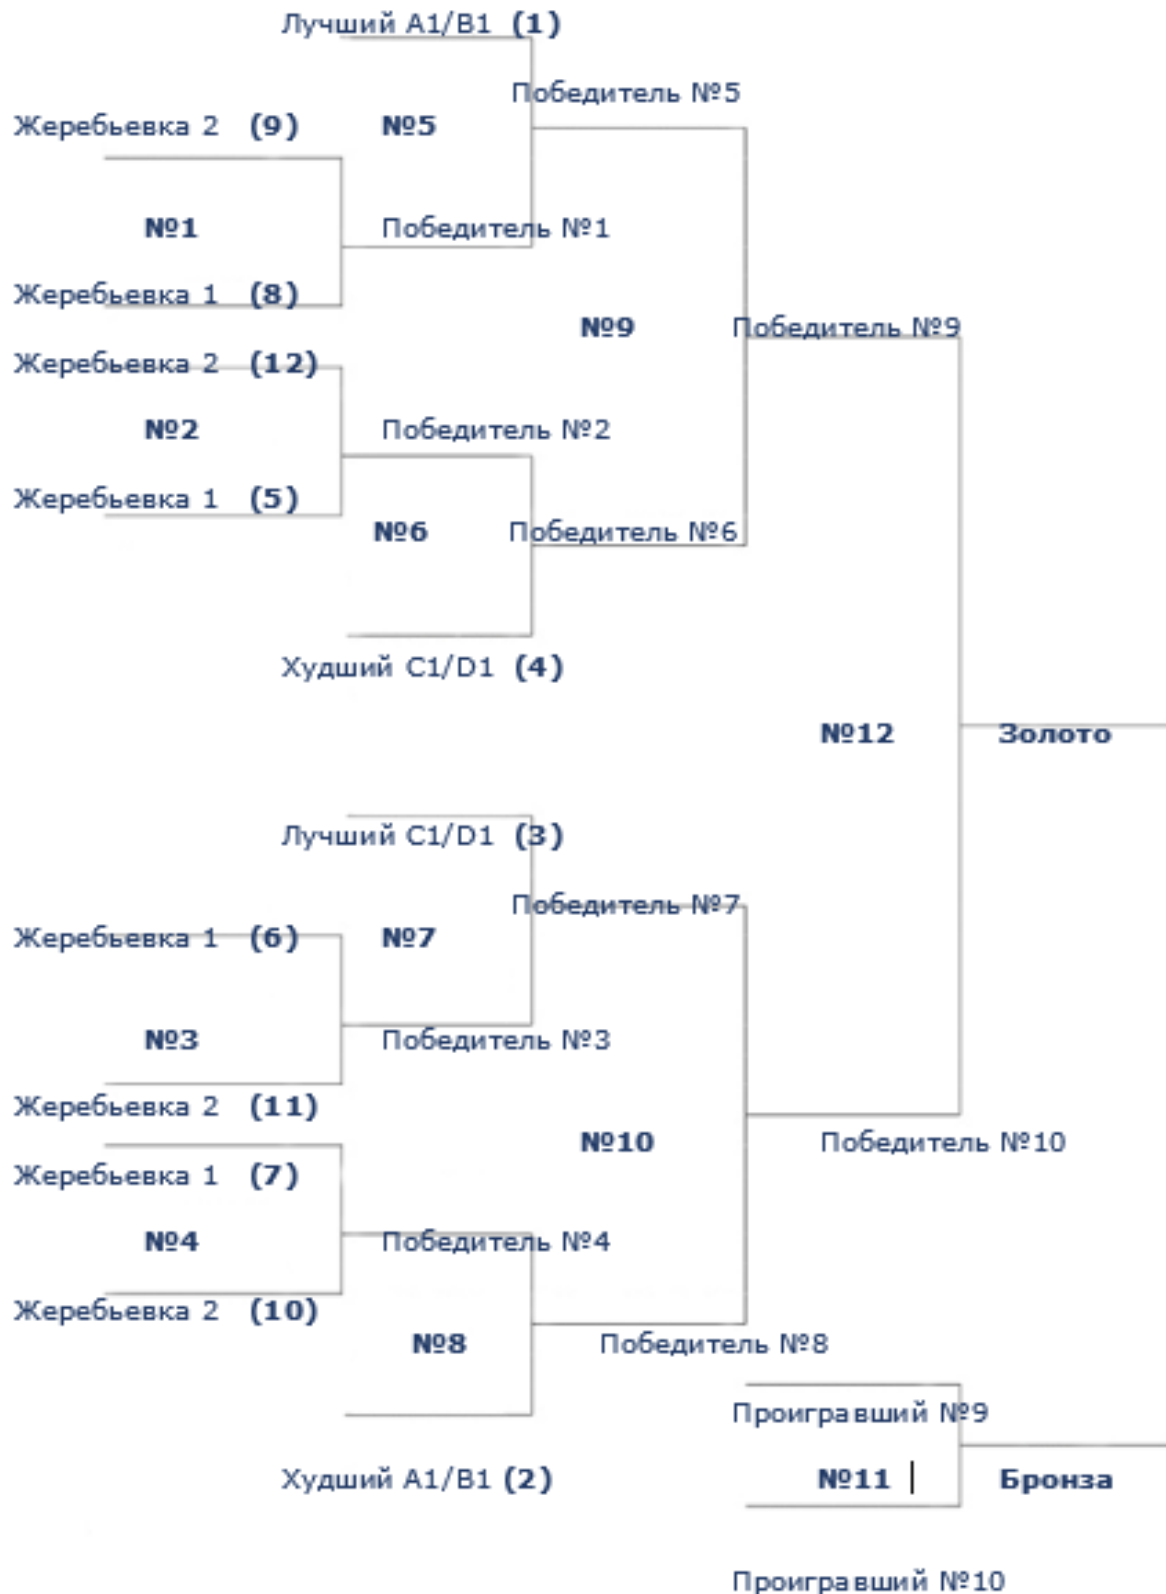 Лучший A1/B1 (1)
Победитель №5
Жеребьевка 2 (9) №5
№1 Победитель №1
Жеребьевка 1 (8)
№9 Победитель №9
Жеребьевка 2 (12)
№2 Победитель №2
Жеребьевка 1 (5)
№6 Победитель №6
Худший C1/D1 (4)
№12 Золото
Лучший C1/D1 (3)
Победитель №7
Жеребьевка 1 (6) №7
№3 Победитель №3
Жеребьевка 2 (11)
№10 Победитель №10
Жеребьевка 1 (7)
№4 Победитель №4
Жеребьевка 2 (10)
№8 Победитель №8
Проигравший №9
Худший A1/B1 (2) №11 Бронза
Проигравший №10